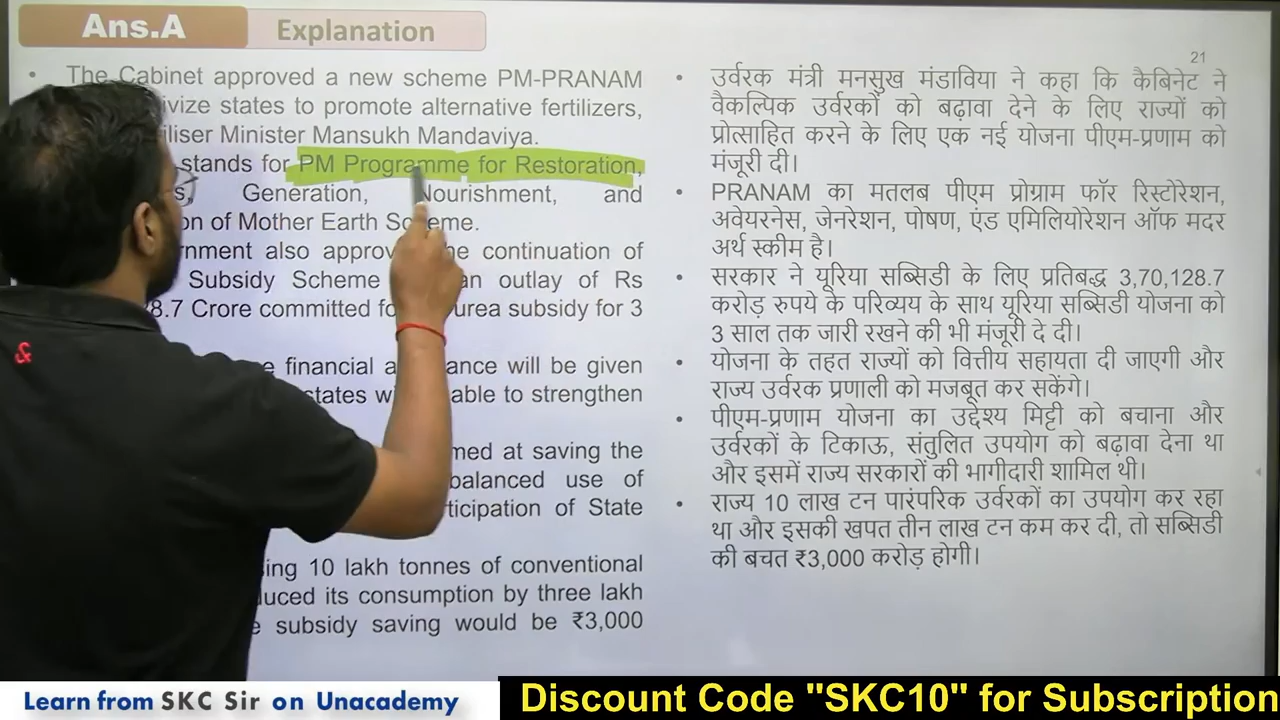 Ans.A
Explanation
21
• The Cabinet approved a new scheme PM-PRANAM
states to promote alternative fertilizers,
Minister Mansukh Mandaviya.
stands for PM Programme for Restoration,
Generation, Nourishment, and
of Mother Earth Scheme.
also approv continuation of
Subsidy Scheme outlay of Rs
8.7 Crore committed fo urea subsidy for 3
financial a ance will be given
states w able to strengthen
med at saving the
balanced use of
ticipation of State
ing 10 lakh tonnes of conventional
uced its consumption by three lakh
subsidy saving would be ₹3,000
• उर्वरक मंत्री मनसुख मंडाविया ने कहा कि कैबिनेट ने
वैकल्पिक उर्वरकों को बढ़ावा देने के लिए राज्यों को
प्रोत्साहित करने के लिए एक नई योजना पीएम-प्रणाम को
मंजूरी दी।
• PRANAM का मतलब पीएम प्रोग्राम फॉर रिस्टोरेशन,
अवेयरनेस, जेनरेशन, पोषण, एंड एमिलियोरेशन ऑफ मदर
अर्थ स्कीम है।
• सरकार ने यूरिया सब्सिडी के लिए प्रतिबद्ध 3,70,128.7
करोड़ रुपये के परिव्यय के साथ यूरिया सब्सिडी योजना को
3 साल तक जारी रखने की भी मंजूरी दे दी।
• योजना के तहत राज्यों को वित्तीय सहायता दी जाएगी और
राज्य उर्वरक प्रणाली को मजबूत कर सकेंगे।
• पीएम-प्रणाम योजना का उद्देश्य मिट्टी को बचाना और
उर्वरकों के टिकाऊ, संतुलित उपयोग को बढ़ावा देना था
और इसमें राज्य सरकारों की भागीदारी शामिल थी।
• राज्य 10 लाख टन पारंपरिक उर्वरकों का उपयोग कर रहा
था और इसकी खपत तीन लाख टन कम कर दी, तो सब्सिडी
की बचत ₹3,000 करोड़ होगी।
Learn from SKC Sir on Unacademy
Discount Code "SKC10" for Subscription